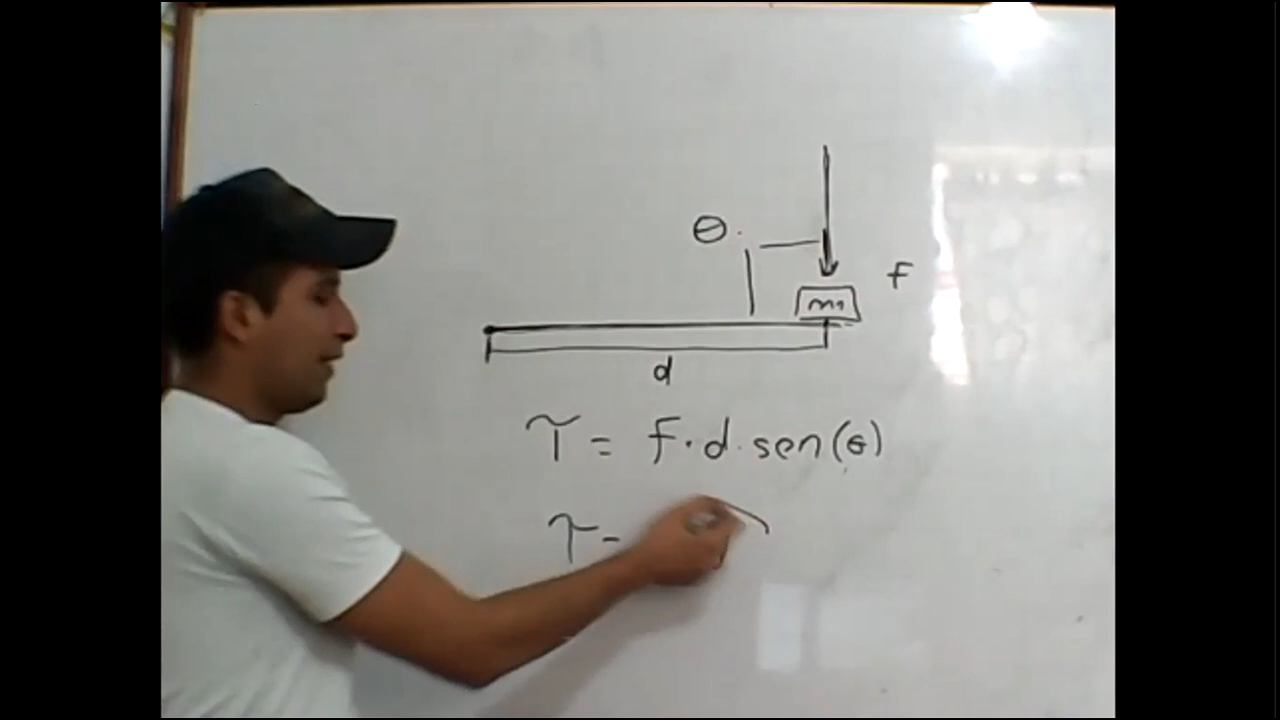 Θ
F
m1
d
τ = F·d·sen(θ)
τ =